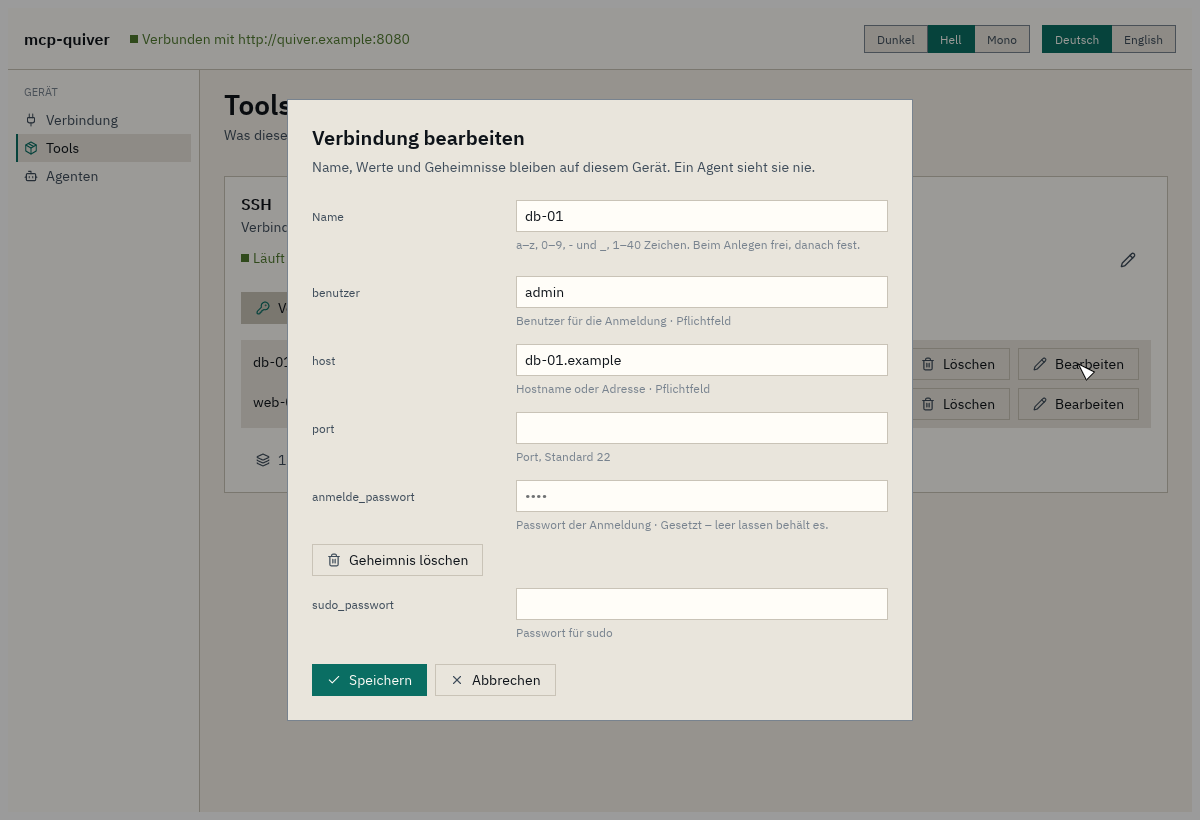 mcp-quiver
Verbunden mit http://quiver.example:8080
Dunkel
Hell
Mono
Deutsch
English
GERÄT
Verbindung
Tools
Agenten
Tools
Was diese
SSH
Läuft
db-01
Löschen
Bearbeiten
Löschen
Bearbeiten
Verbindung bearbeiten
Name, Werte und Geheimnisse bleiben auf diesem Gerät. Ein Agent sieht sie nie.
Name
db-01
a–z, 0–9, - und _, 1–40 Zeichen. Beim Anlegen frei, danach fest.
benutzer
admin
Benutzer für die Anmeldung · Pflichtfeld
host
db-01.example
Hostname oder Adresse · Pflichtfeld
port
Port, Standard 22
anmelde_passwort
••••
Passwort der Anmeldung · Gesetzt – leer lassen behält es.
Geheimnis löschen
sudo_passwort
Passwort für sudo
Speichern
Abbrechen